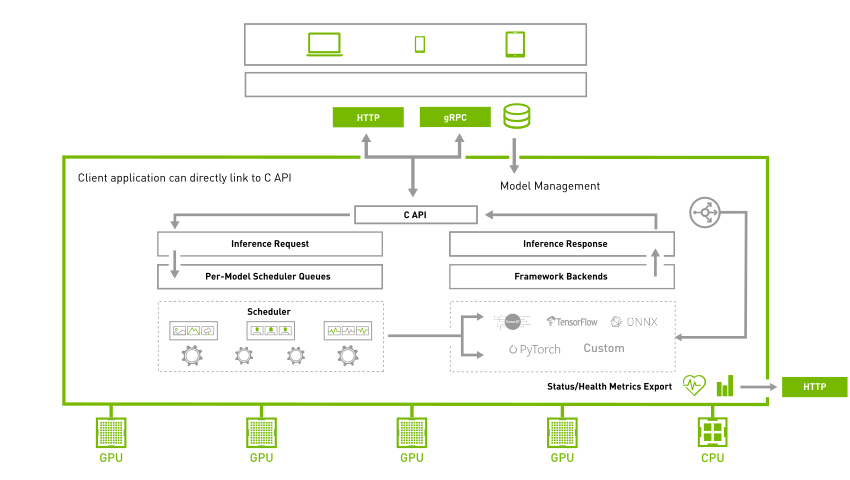 HTTP
gRPC
Client application can directly link to C API
Model Management
C API
Inference Request
Inference Response
Per-Model Scheduler Queues
Framework Backends
Scheduler
TensorFlow
ONNX
PyTorch
Custom
Status/Health Metrics Export
HTTP
GPU
GPU
GPU
GPU
CPU